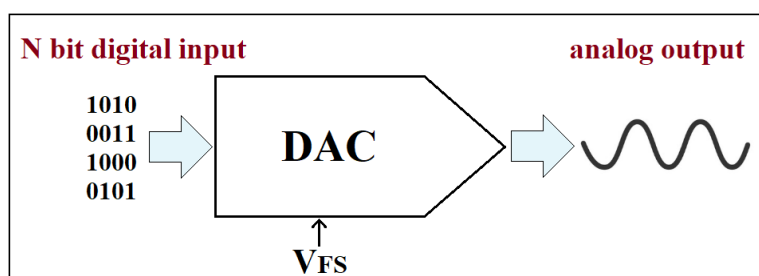 N bit digital input
analog output
1010
0011
1000
0101
DAC
VFS